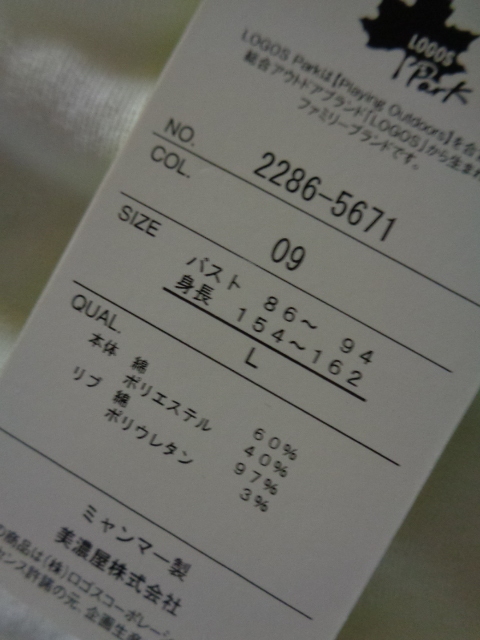 LOGOS
Park
LOGOS Parkは【Playing Outdoors】を合
総合アウトドアブランド「LOGOS」から生まれ
ファミリーブランドです。
NO. 2286-5671
COL. 09
SIZE バスト 86～ 94
身長 154～162
L
QUAL.
本体 綿 60%
ポリエステル 40%
リブ 綿 97%
ポリウレタン 3%
ミャンマー製
美濃屋株式会社
の商品は(株)ロゴスコーポレーシ
センス許諾の元、企画生産